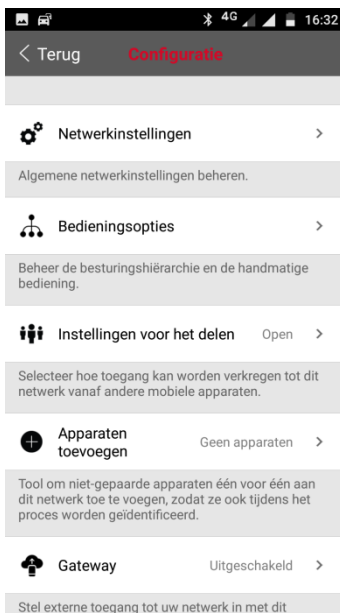 4G 16:32
Terug Configuratie
Netwerkinstellingen
Algemene netwerkinstellingen beheren.
Bedieningsopties
Beheer de besturingshiërarchie en de handmatige
bediening.
Instellingen voor het delen Open
Selecteer hoe toegang kan worden verkregen tot dit
netwerk vanaf andere mobiele apparaten.
Apparaten
toevoegen Geen apparaten
Tool om niet-gepaarde apparaten één voor één aan
dit netwerk toe te voegen, zodat ze ook tijdens het
proces worden geïdentificeerd.
Gateway Uitgeschakeld
Stel externe toegang tot uw netwerk in met dit